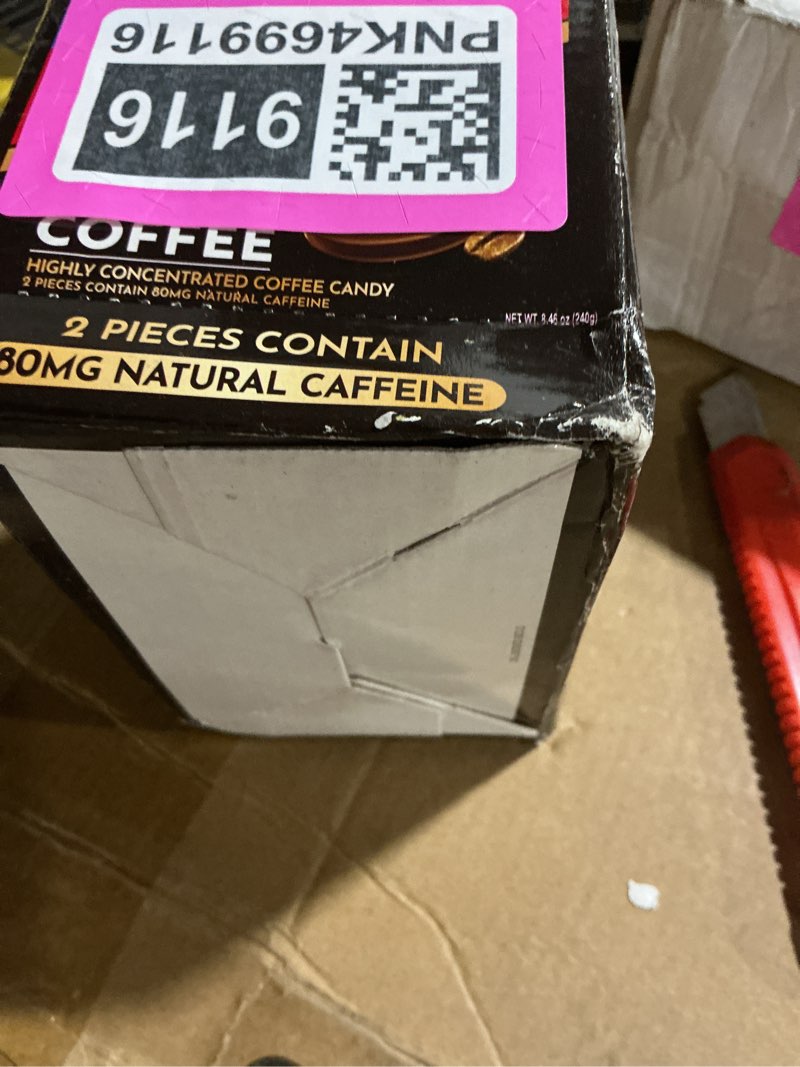 PNK4699116
9116
COFFEE
HIGHLY CONCENTRATED COFFEE CANDY
2 PIECES CONTAIN 80MG NATURAL CAFFEINE
NET WT. 8.46 oz (240g)
2 PIECES CONTAIN
80MG NATURAL CAFFEINE